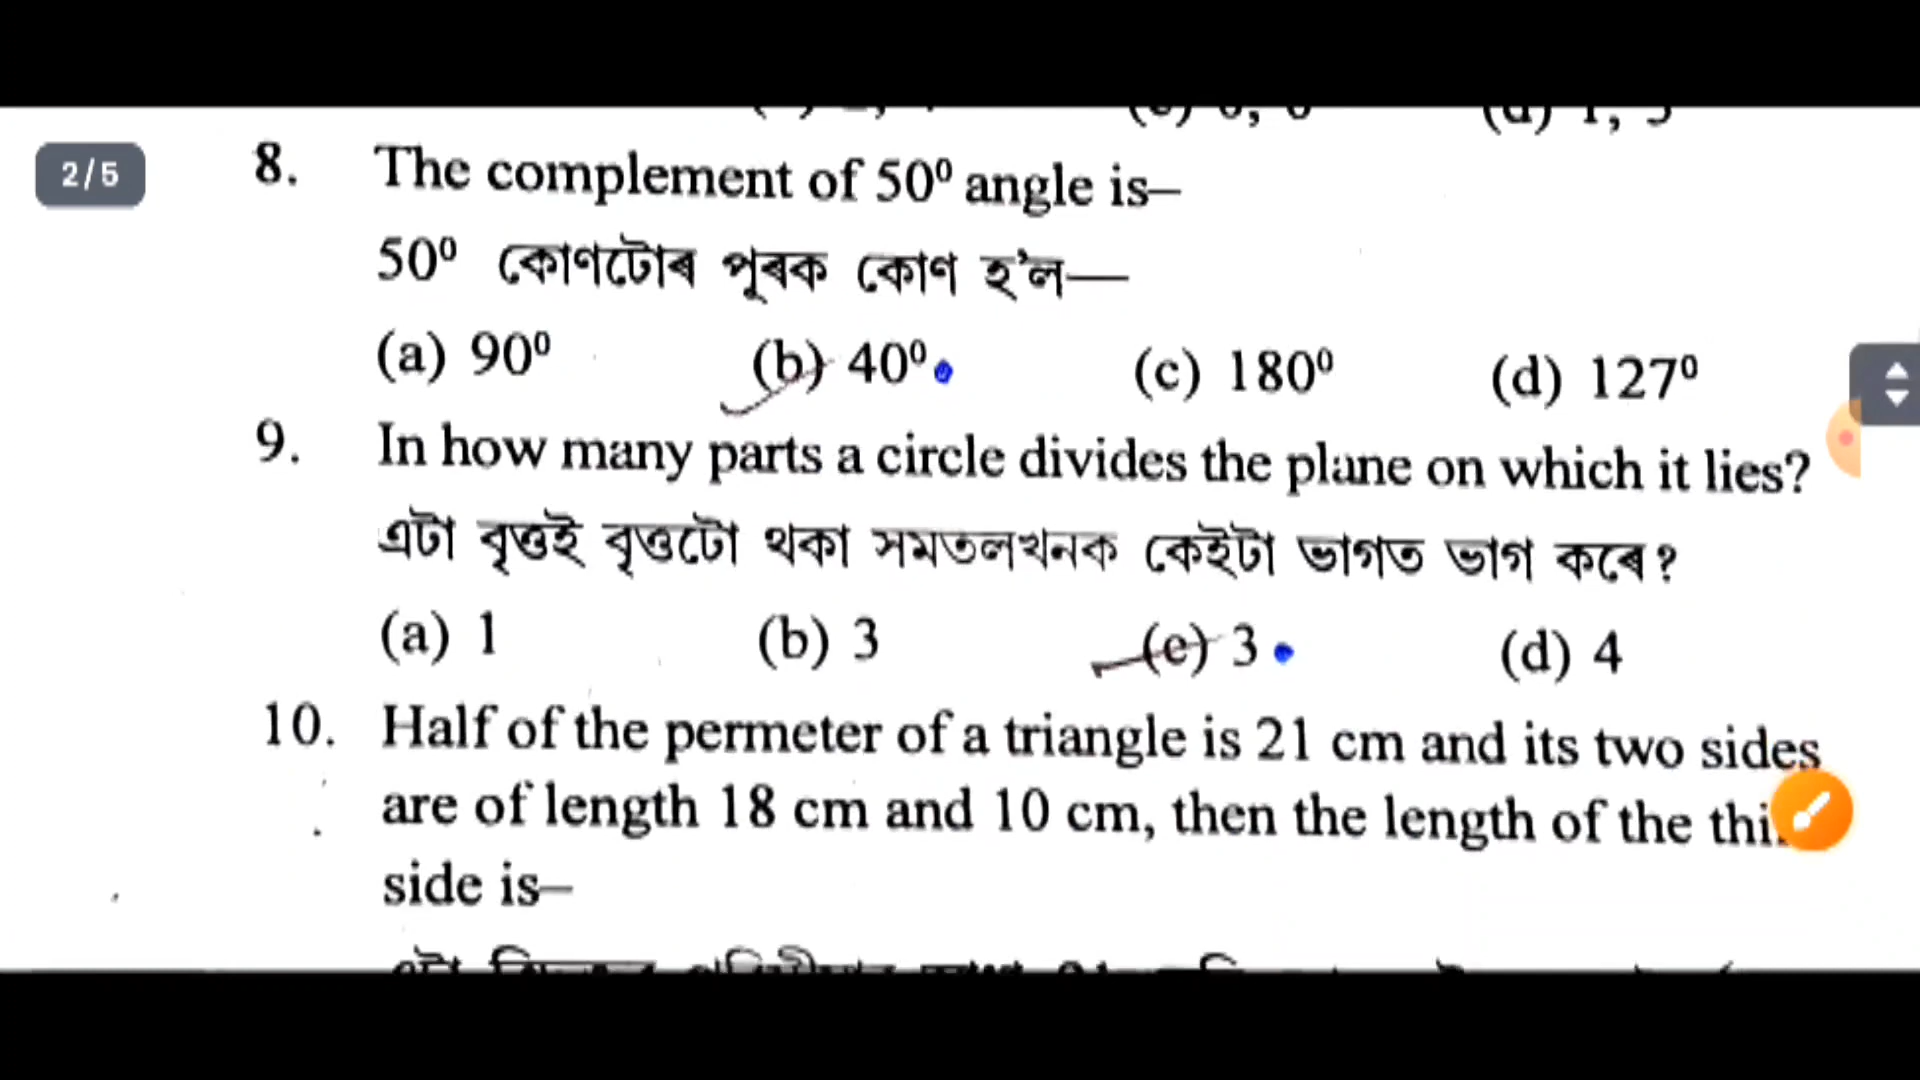 2/5
8. The complement of 50⁰ angle is–
50⁰ কোণটোৰ পূৰক কোণ হ'ল—
(a) 90⁰ (b) 40⁰ (c) 180⁰ (d) 127⁰
9. In how many parts a circle divides the plane on which it lies?
এটা বৃত্তই বৃত্তটো থকা সমতলখনক কেইটা ভাগত ভাগ কৰে?
(a) 1 (b) 3 (c) 3 (d) 4
10. Half of the permeter of a triangle is 21 cm and its two sides
are of length 18 cm and 10 cm, then the length of the
side is–